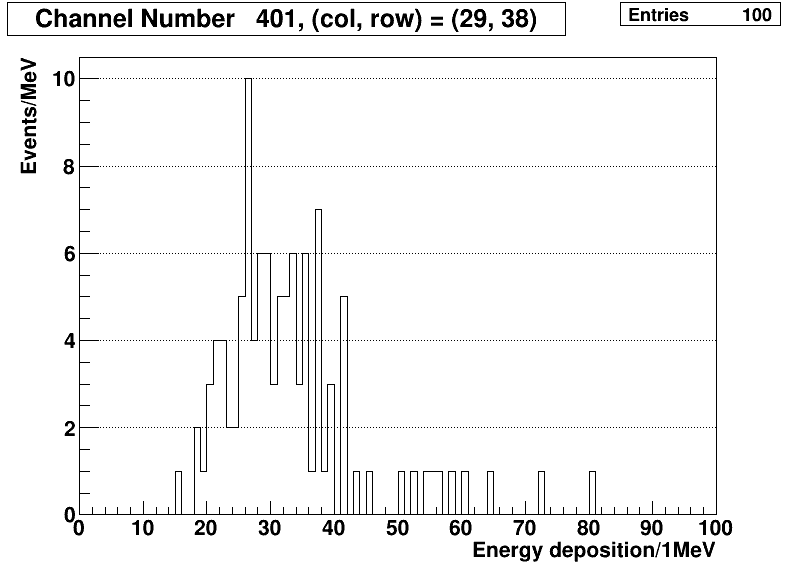 Channel Number 401, (col, row) = (29, 38)
Entries 100
Events/MeV
10
8
6
4
2
0
0 10 20 30 40 50 60 70 80 90 100
Energy deposition/1MeV